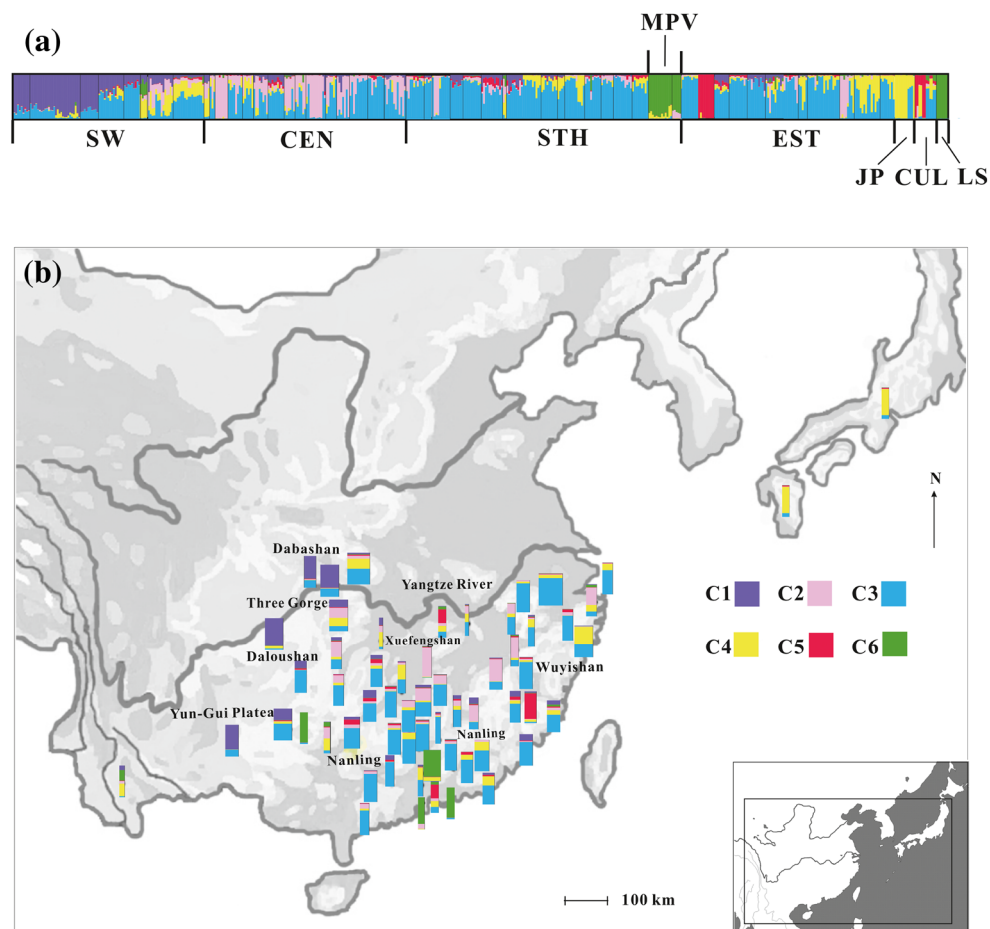 (a)
MPV
SW CEN STH EST
JP CUL LS
(b)
N
Dabashan
Yangtze River
Three Gorge
Xuefengshan
Daloushan
Wuyishan
Yun-Gui Platea
Nanling
Nanling
C1 C2 C3
C4 C5 C6
100 km